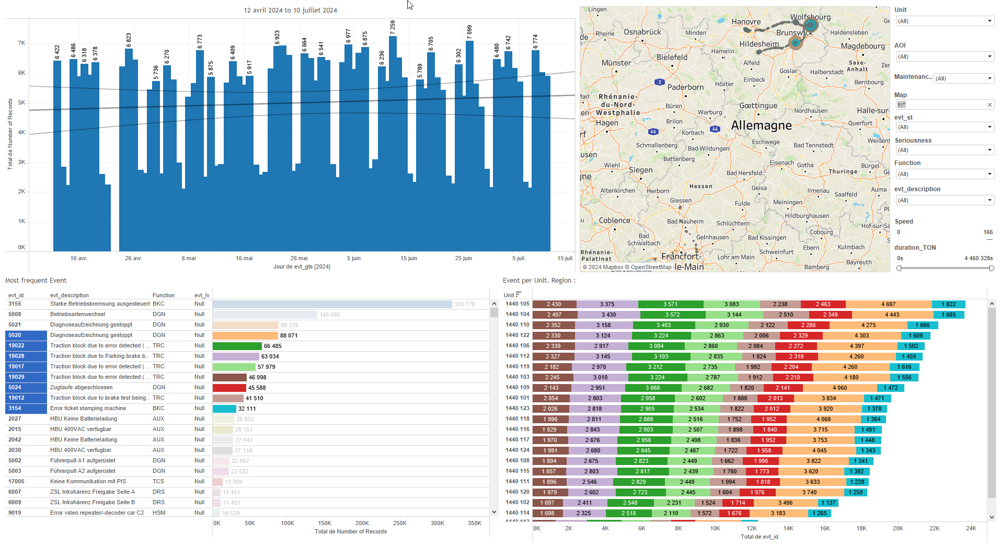 12 avril 2024 to 10 juillet 2024
Total de Number of Records
7K
6K
5K
4K
3K
2K
1K
0K
6 422
6 486
6 318
6 378
6 823
5 736
6 270
6 773
5 875
6 409
5 917
6 923
6 664
6 541
6 977
6 875
6 236
7 259
5 789
6 705
6 302
7 099
6 480
6 742
6 774
16 avr.
26 avr.
6 mai
16 mai
26 mai
5 juin
15 juin
25 juin
5 juil.
15 juil.
Jour de evt_gts [2024]
Lingen
Hanovre
Wolfsbourg
Rheine
Osnabrück
Minden
Brunswick
Haldensleben
Hildesheim
Magdebourg
Hamelin
Bielefeld
Münster
Alfeld
Saxe-
Anhalt
Goslar
Halberstadt
Einbeck
Bernbourg
2
Paderborn
Höxter
Rhénanie-
du-Nord-
Westphalie
Büren
Warburg
Gœttingue
Nordhausen
Halle-sur-
Hagen
Brilon
46
44
Allemagne
Querfurt
Korbach
Eschwege
Schmallenberg
Bad Wildungen
Bad Tennstedt
Weißenf
Battenberg
Wiehl
Siegen
Bad Hersfeld
Eisenach
Gotha
Bürgel
Thuringe
Hessen
Altenkirchen
Herborn
Geisa
Ilmenau
Auma
Giessen
Fulde
Meiningen
Saalfeld
Hildburghausen
Coblence
Bad Nauheim
Schlüchtern
Cobourg
Hof-sur-Sa
Bad
Schwalbach
Gelnhausen
Bad Kissingen
Ebern
Kulmbach
Rhénanie-
Palatinat
Francfort-
le-Main
Lohr am Main
Schweinfurt
Bayreuth
Bamberg
© 2024 Mapbox © OpenStreetMap
Unit
(All)
AOI
(All)
Maintenanc..
(All)
Map
In*
evt_st
(All)
Seriousness
(All)
Function
(All)
evt_description
(All)
Speed
0 166
duration_TON
0s 4 460 328s
Most frequent Event
evt_id evt_description Function evt_lv
3155 Starke Betriebsbremsung ausgesteuert BKC Null 319 770
5008 Betriebsartenwechsel DGN Null 140 095
5021 Diagnoseaufzeichnung gestoppt DGN Null 88 229
5020 Diagnoseaufzeichnung gestoppt DGN Null 88 071
19022 Traction block due to error detected ( .. TRC Null 66 485
19028 Traction block due to Parking brake b.. TRC Null 63 034
19017 Traction block due to error detected ( .. TRC Null 57 979
19029 Traction block due to error detected ( .. TRC Null 46 098
5024 Zugtaufe abgeschlossen DGN Null 45 588
19012 Traction block due to brake test being.. TRC Null 41 510
3154 Error ticket stamping machine BKC Null 32 111
2027 HBU Keine Batterieladung AUX Null 28 952
2015 HBU 400VAC verfugbar AUX Null 28 151
2042 HBU Keine Batterieladung AUX Null 27 941
2030 HBU 400VAC verfugbar AUX Null 27 118
5002 Führerpult A1 aufgerüstet DGN Null 22 862
5003 Führerpult A2 aufgerüstet DGN Null 22 632
17005 Keine Kommunikation mit PIS TCS Null 13 999
6007 ZSL Inkohärenz Freigabe Seite A DRS Null 11 451
6009 ZSL Inkohärenz Freigabe Seite B DRS Null 11 451
9019 Error video repeater/-decoder car C2 HSM Null 10 529
0K 50K 100K 150K 200K 250K 300K 350K
Total de Number of Records
Event per Unit. Region :
Unit
1440 105 2 430 3 375 3 571 3 083 2 238 2 463 4 697 1 822
1440 104 2 497 3 430 3 572 3 144 2 510 2 349 4 443 1 685
1440 110 2 352 3 158 3 403 2 930 2 122 2 286 4 275 1 666
1440 122 2 330 3 124 3 224 2 863 2 006 2 329 4 303 1 609
1440 106 2 339 2 917 3 094 2 860 2 084 2 272 4 397 1 502
1440 112 2 327 3 145 3 193 2 835 1 824 2 318 4 260 1 459
1440 119 2 182 2 970 3 212 2 735 1 992 2 204 4 260 1 616
1440 103 2 245 3 010 3 224 2 787 1 912 2 210 4 180 1 556
1440 109 2 143 2 951 3 068 2 682 1 820 2 141 4 060 1 472
1440 101 2 054 2 803 2 958 2 602 1 888 2 013 3 834 1 471
1440 123 2 026 2 818 2 905 2 534 1 822 2 012 3 920 1 378
1440 118 1 996 2 811 2 888 2 516 1 752 1 952 4 068 1 364
1440 116 1 929 2 843 2 903 2 507 1 898 1 840 3 715 1 491
1440 117 1 970 2 676 2 956 2 498 1 836 1 952 3 753 1 448
1440 124 1 991 2 680 2 845 2 487 1 722 1 958 4 045 1 343
1440 108 1 894 2 675 2 823 2 449 1 662 1 996 3 822 1 341
1440 115 1 857 2 803 2 817 2 439 1 760 1 773 3 620 1 392
1440 111 1 896 2 546 2 829 2 449 1 994 1 818 3 633 1 228
1440 120 1 979 2 602 2 723 2 445 1 604 1 976 3 740 1 250
1440 102 1 697 2 411 2 548 2 231 1 524 1 714 3 496 1 137
1440 114 1 698 2 325 2 518 2 110 1 572 1 676 3 183 1 265
0K 2K 4K 6K 8K 10K 12K 14K 16K 18K 20K 22K 24K
Total de evt_id